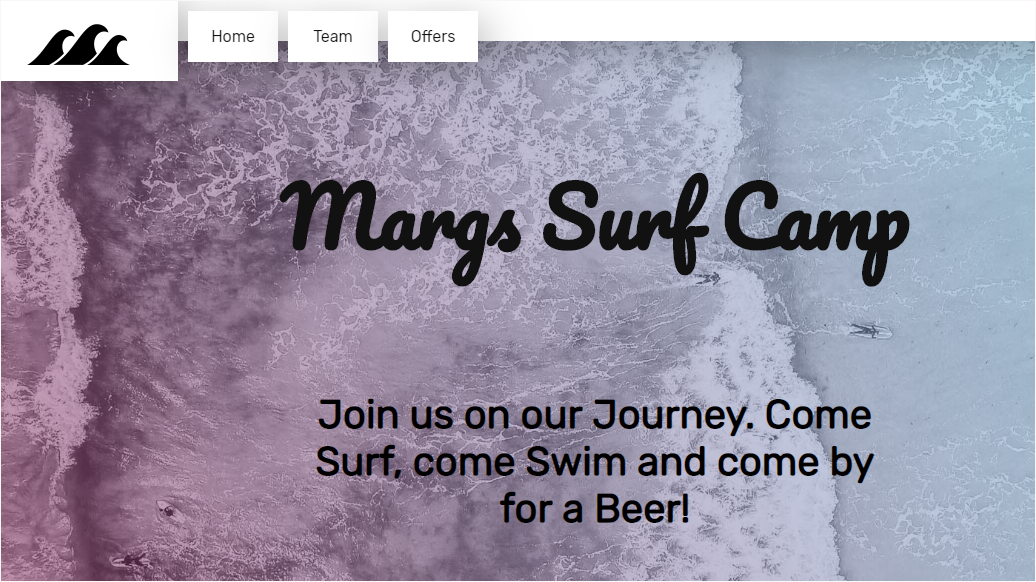 Home Team Offers
Margs Surf Camp
Join us on our Journey. Come
Surf, come Swim and come by
for a Beer!